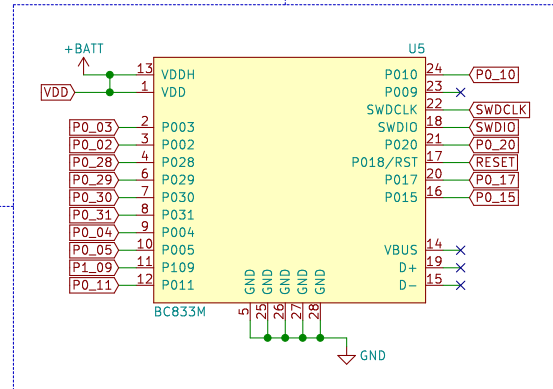 +BATT
U5
13 VDDH P010 24 P0_10
VDD 1 VDD P009 23
SWDCLK 22 SWDCLK
P0_03 2 P003 SWDIO 18 SWDIO
P0_02 3 P002 P020 21 P0_20
P0_28 4 P028 P018/RST 17 RESET
P0_29 6 P029 P017 20 P0_17
P0_30 7 P030 P015 16 P0_15
P0_31 8 P031
P0_04 9 P004
P0_05 10 P005 VBUS 14
P1_09 11 P109 D+ 19
P0_11 12 P011 D- 15
GND GND GND GND GND
BC833M
5 25 26 27 28
GND